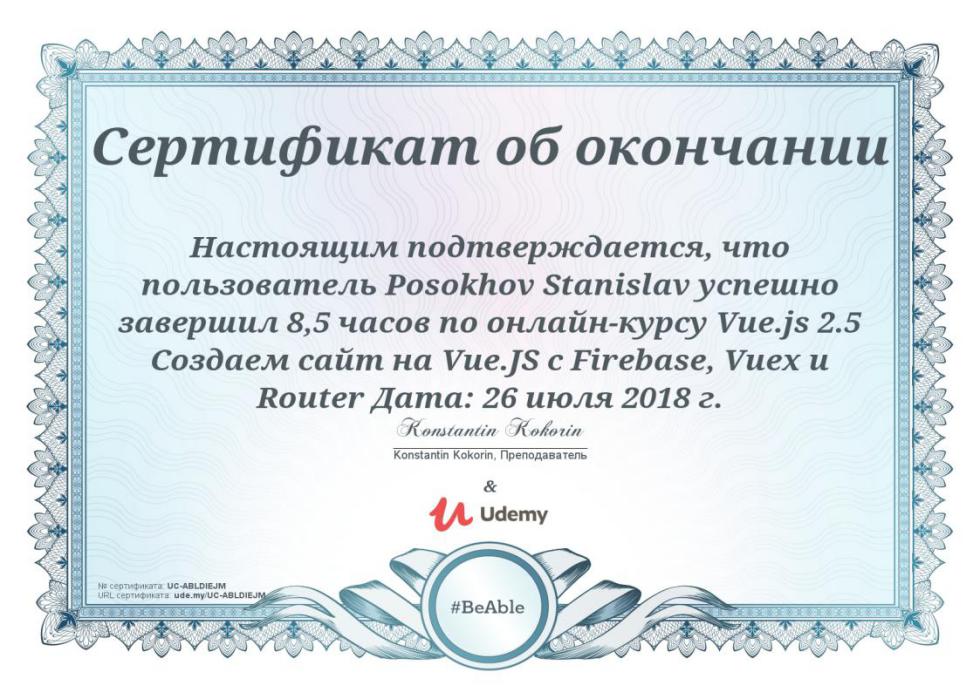 Сертификат об окончании
Настоящим подтверждается, что
пользователь Posokhov Stanislav успешно
завершил 8,5 часов по онлайн-курсу Vue.js 2.5
Создаем сайт на Vue.JS с Firebase, Vuex и
Router Дата: 26 июля 2018 г.
Konstantin Kokorin
Konstantin Kokorin, Преподаватель
&
Udemy
№ сертификата: UC-ABLDIEJM
URL сертификата: ude.my/UC-ABLDIEJM
#BeAble